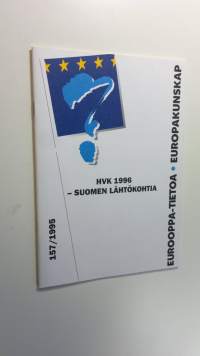 HVK 1996
– SUOMEN LÄHTÖKOHTIA
157/1995
EUROOPPA-TIETOA • EUROPAKUNSKAP